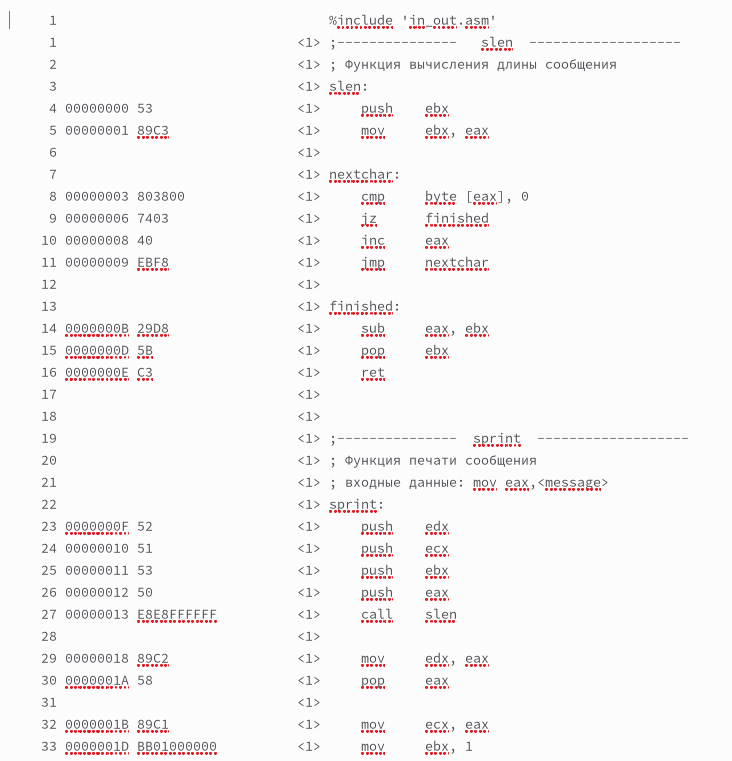 1                                  %include 'in_out.asm'
1                              <1> ;---------------   slen  -------------------
2                              <1> ; Функция вычисления длины сообщения
3                              <1> slen:
4 00000000 53                  <1>     push    ebx
5 00000001 89C3                <1>     mov     ebx, eax
6                              <1>
7                              <1> nextchar:
8 00000003 803800              <1>     cmp     byte [eax], 0
9 00000006 7403                <1>     jz      finished
10 00000008 40                  <1>     inc     eax
11 00000009 EBF8                <1>     jmp     nextchar
12                              <1>
13                              <1> finished:
14 0000000B 29D8                <1>     sub     eax, ebx
15 0000000D 5B                  <1>     pop     ebx
16 0000000E C3                  <1>     ret
17                              <1>
18                              <1>
19                              <1> ;---------------  sprint  -------------------
20                              <1> ; Функция печати сообщения
21                              <1> ; входные данные: mov eax,<message>
22                              <1> sprint:
23 0000000F 52                  <1>     push    edx
24 00000010 51                  <1>     push    ecx
25 00000011 53                  <1>     push    ebx
26 00000012 50                  <1>     push    eax
27 00000013 E8E8FFFFFF          <1>     call    slen
28                              <1>
29 00000018 89C2                <1>     mov     edx, eax
30 0000001A 58                  <1>     pop     eax
31                              <1>
32 0000001B 89C1                <1>     mov     ecx, eax
33 0000001D BB01000000          <1>     mov     ebx, 1